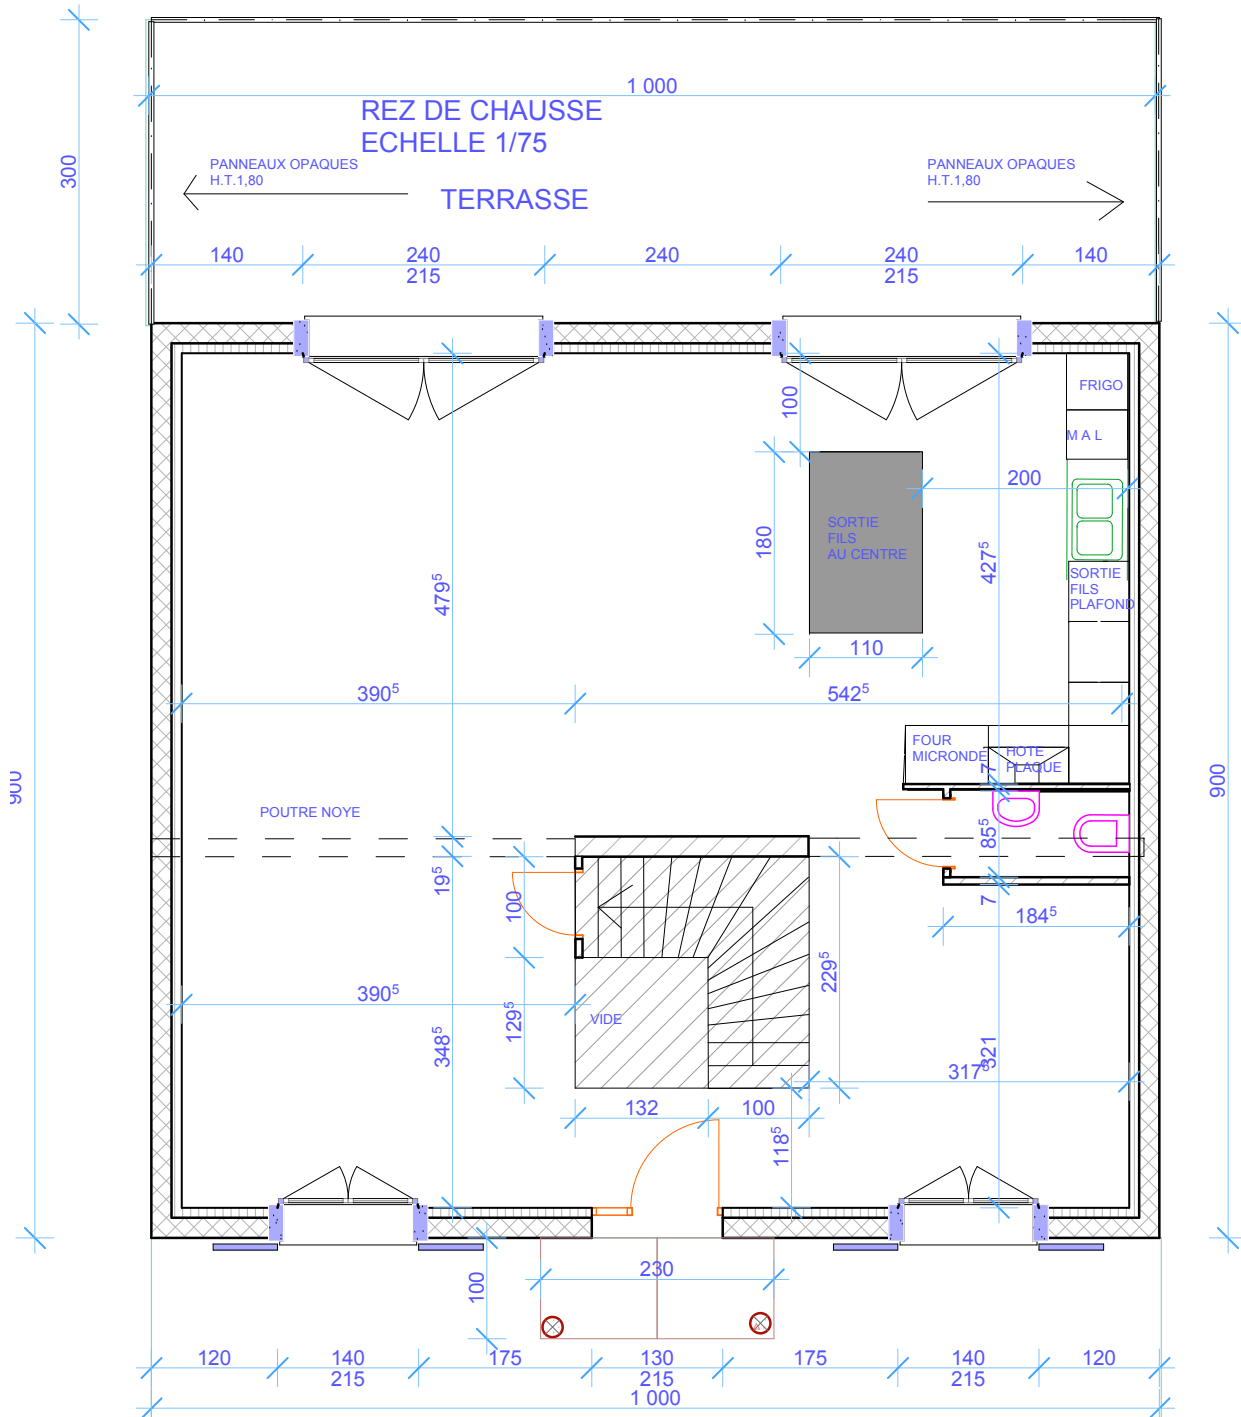 1 000
REZ DE CHAUSSE
ECHELLE 1/75
300
PANNEAUX OPAQUES
H.T.1,80
PANNEAUX OPAQUES
H.T.1,80
TERRASSE
140
240
215
240
240
215
140
FRIGO
100
M A L
200
SORTIE
FILS
AU CENTRE
180
427⁵
479⁵
SORTIE
FILS
PLAFOND
110
390⁵
542⁵
FOUR
MICRONDE
HOTE
PLAQUE
7
900
900
POUTRE NOYE
85⁵
19⁵
100
7
184⁵
229⁵
390⁵
VIDE
129⁵
348⁵
321
317⁵
132
100
118⁵
230
100
120
140
215
175
130
215
175
140
215
120
1 000